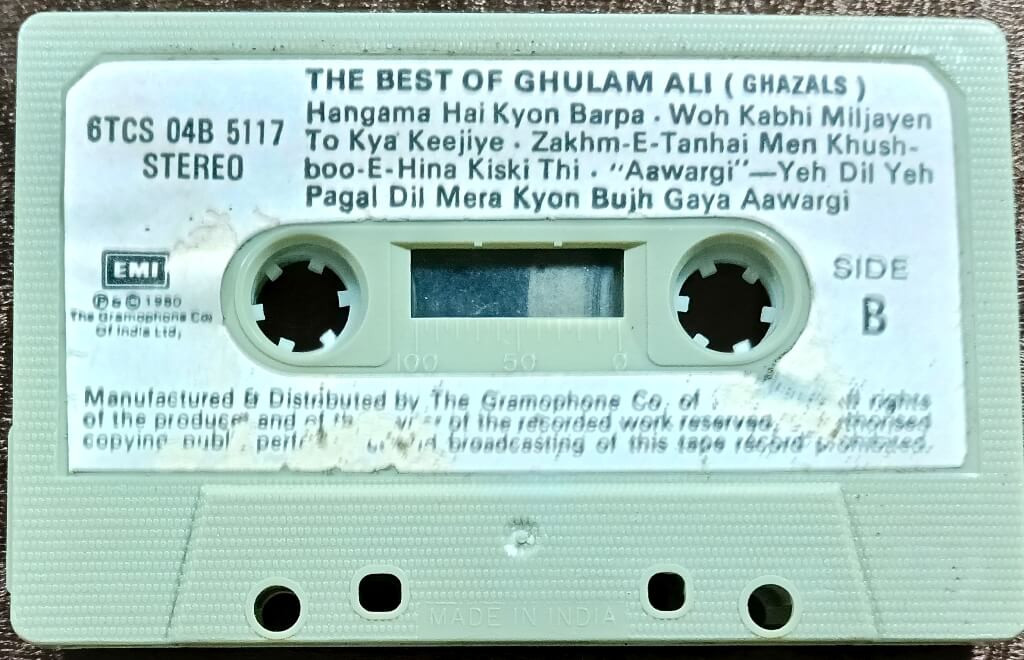 THE BEST OF GHULAM ALI ( GHAZALS )
Hangama Hai Kyon Barpa · Woh Kabhi Miljayen
To Kya Keejiye · Zakhm-E-Tanhai Men Khush-
boo-E-Hina Kiski Thi · "Aawargi"—Yeh Dil Yeh
Pagal Dil Mera Kyon Bujh Gaya Aawargi
6TCS 04B 5117
STEREO
EMI
Ⓟ & © 1980
The Gramophone Co.
Of India Ltd,
SIDE
B
100 50 0
Manufactured & Distributed by The Gramophone Co. of rights
of the producer and of of the recorded work reserved.
copying broadcasting of this tape record prohibited.
MADE IN INDIA